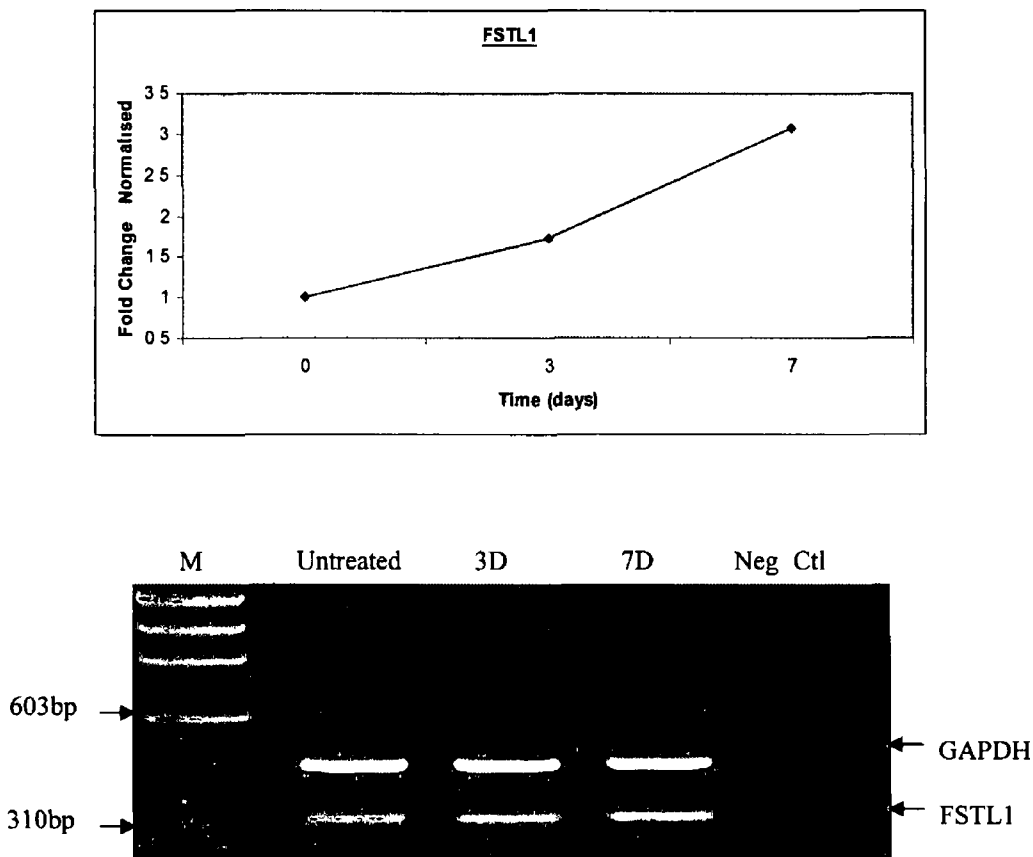 FSTL1
Fold Change Normalised
3 5
3
2 5
2
1 5
1
0 5
0 3 7
Time (days)
M Untreated 3D 7D Neg Ctl
603bp
GAPDH
FSTL1
310bp